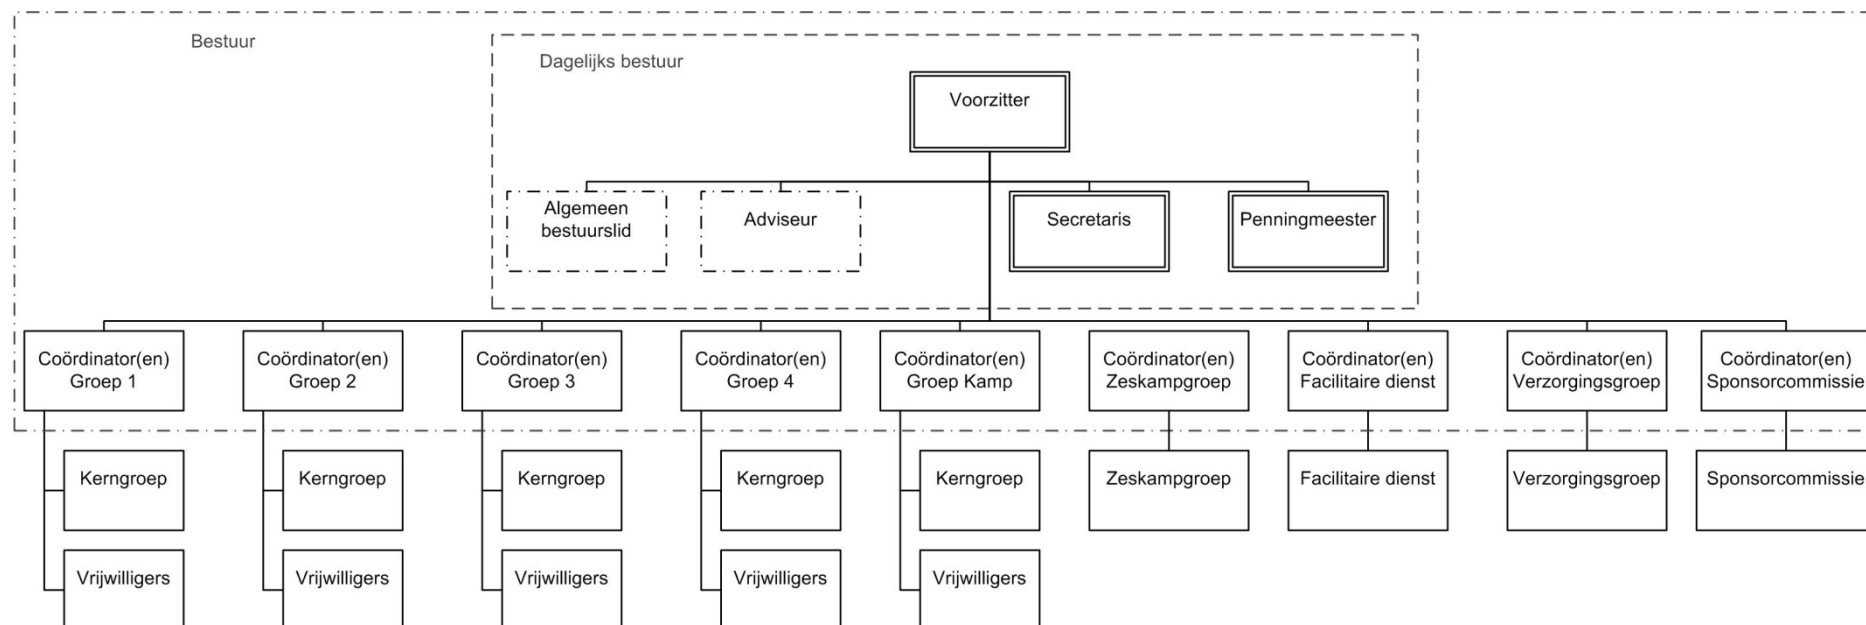 Bestuur
Dagelijks bestuur
Voorzitter
Algemeen
bestuurslid
Adviseur
Secretaris
Penningmeester
Coördinator(en)
Groep 1
Coördinator(en)
Groep 2
Coördinator(en)
Groep 3
Coördinator(en)
Groep 4
Coördinator(en)
Groep Kamp
Coördinator(en)
Zeskampgroep
Coördinator(en)
Facilitaire dienst
Coördinator(en)
Verzorgingsgroep
Coördinator(en)
Sponsorcommissie
Kerngroep
Kerngroep
Kerngroep
Kerngroep
Kerngroep
Zeskampgroep
Facilitaire dienst
Verzorgingsgroep
Sponsorcommissie
Vrijwilligers
Vrijwilligers
Vrijwilligers
Vrijwilligers
Vrijwilligers